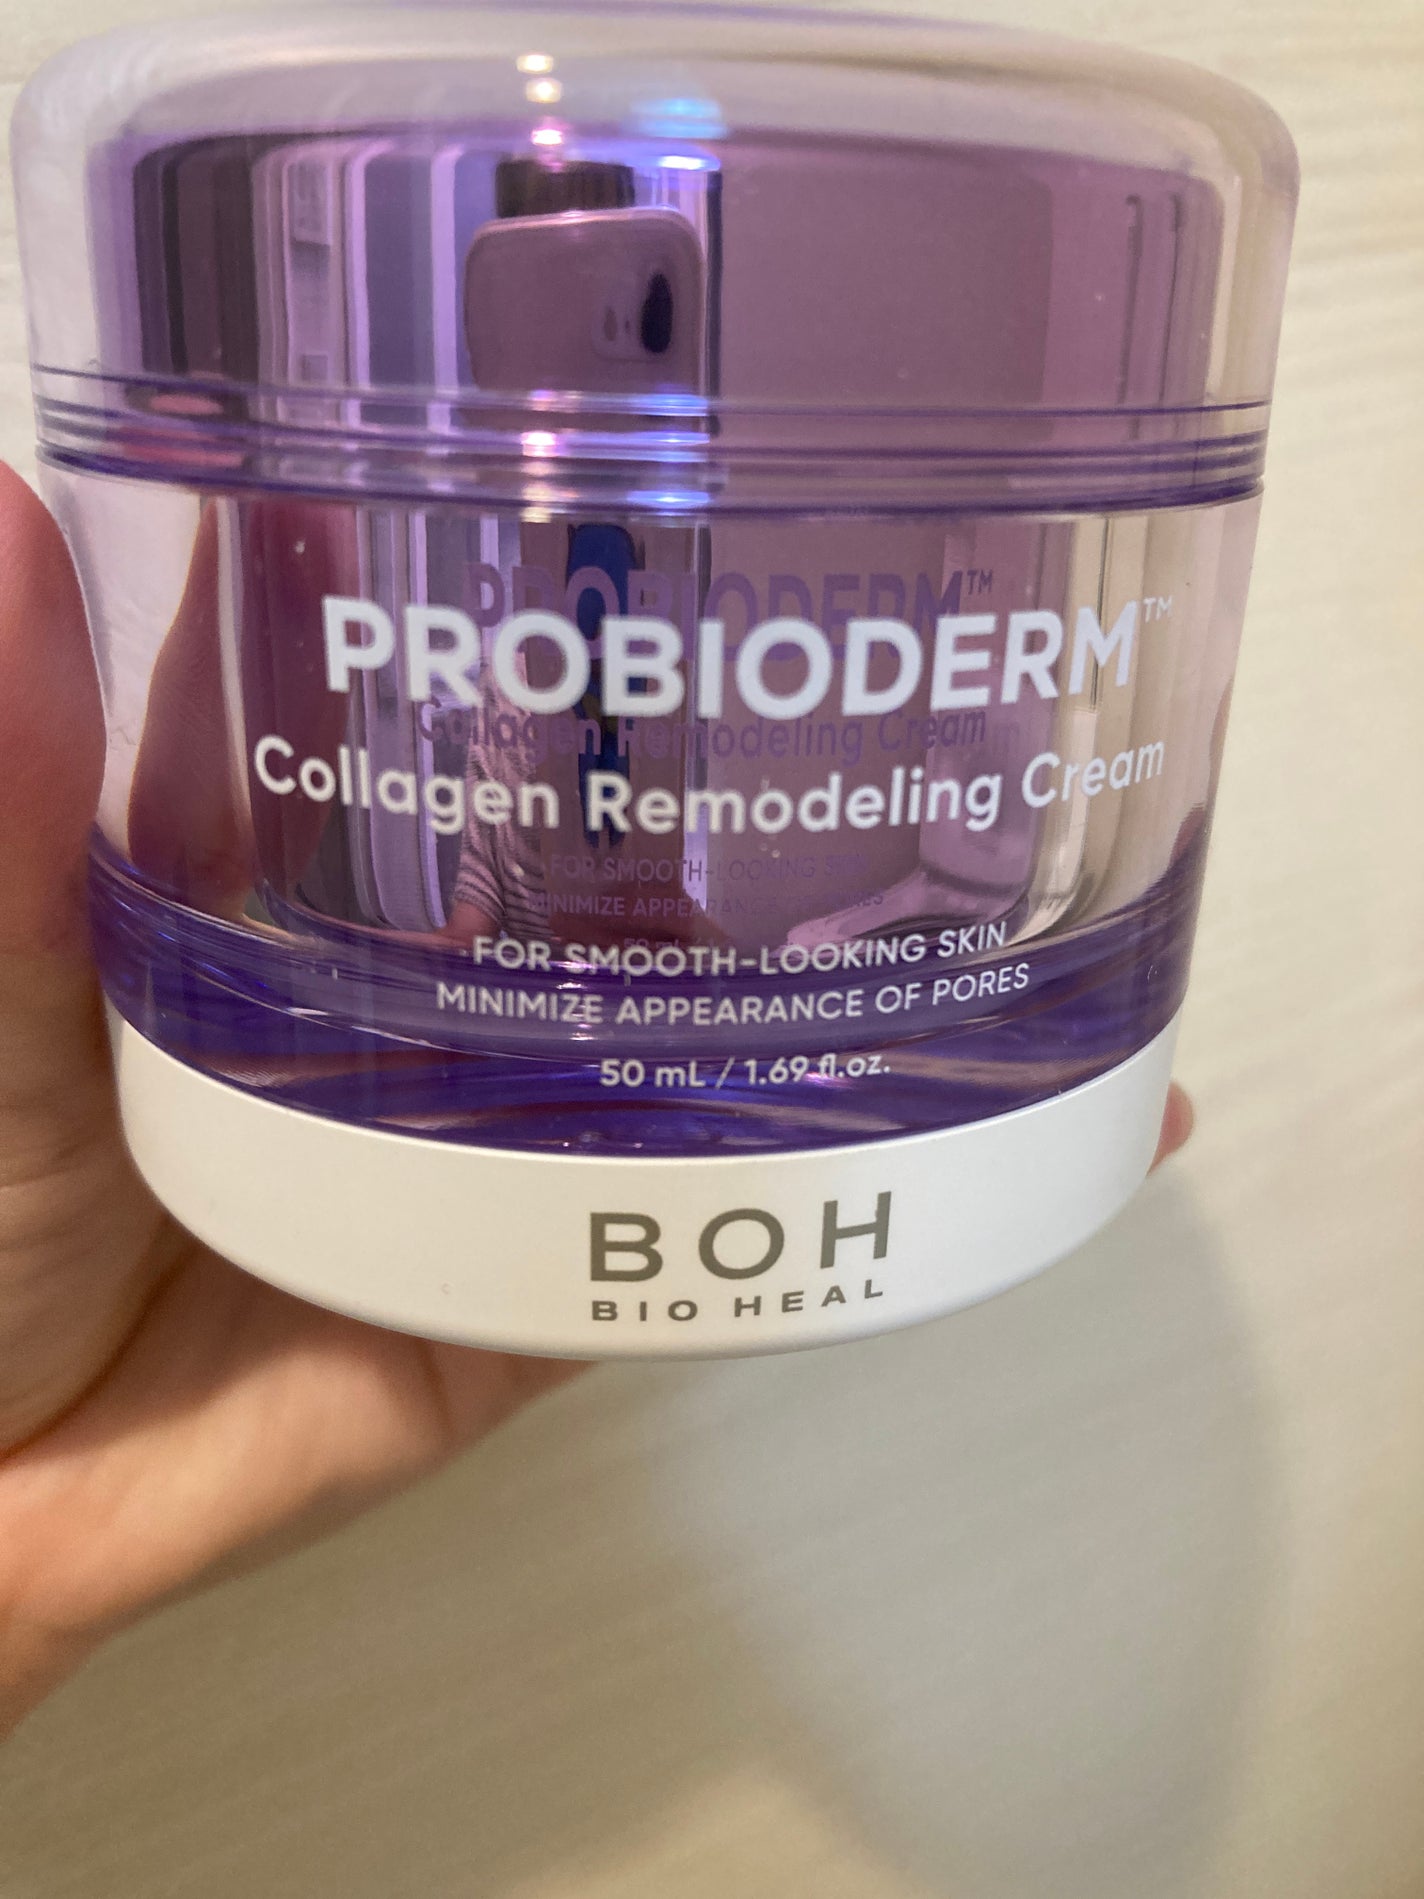 PROBIODERM™
Collagen Remodeling Cream
FOR SMOOTH-LOOKING SKIN
MINIMIZE APPEARANCE OF PORES
50 mL / 1.69 fl.oz.
BOH
BIO HEAL